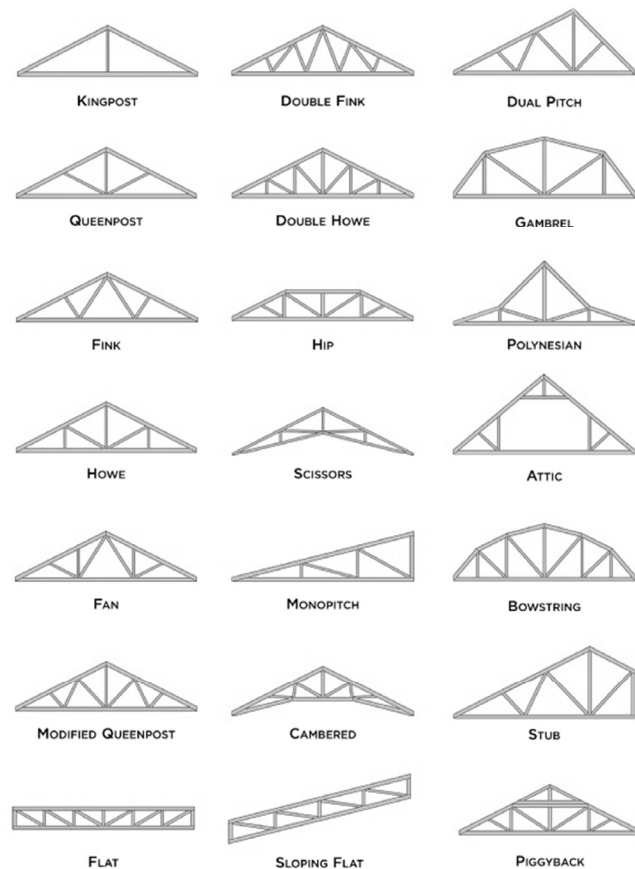 KINGPOST
DOUBLE FINK
DUAL PITCH
QUEENPOST
DOUBLE HOWE
GAMBREL
FINK
HIP
POLYNESIAN
HOWE
SCISSORS
ATTIC
FAN
MONOPITCH
BOWSTRING
MODIFIED QUEENPOST
CAMBERED
STUB
FLAT
SLOPING FLAT
PIGGYBACK